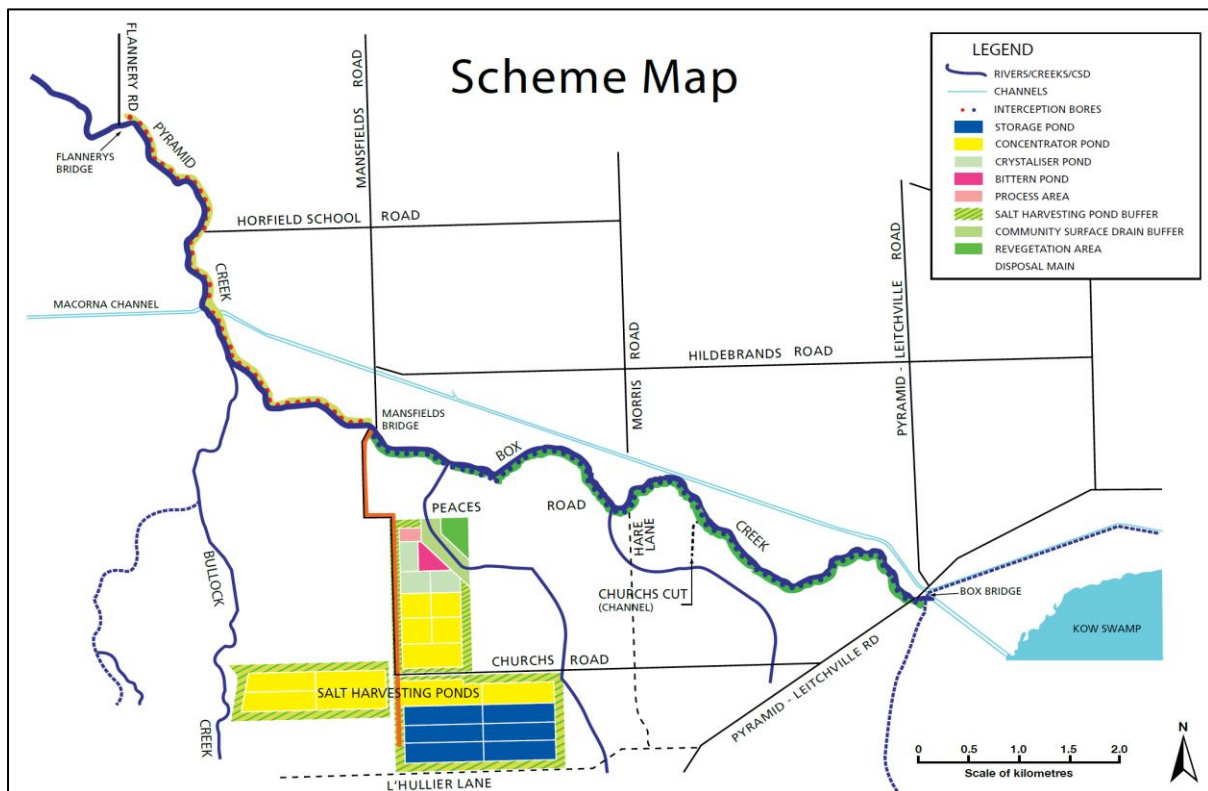 Scheme Map
FLANNERY RD
PYRAMID
CREEK
FLANNERYS
BRIDGE
MANSFIELDS ROAD
HORFIELD SCHOOL ROAD
MACORNA CHANNEL
MORRIS ROAD
HILDEBRANDS ROAD
PYRAMID - LEITCHVILLE ROAD
MANSFIELDS
BRIDGE
BOX
CREEK
PEACES ROAD
HARE
LANE
CHURCHS CUT
(CHANNEL)
BOX BRIDGE
KOW SWAMP
BULLOCK
CREEK
CHURCHS ROAD
SALT HARVESTING PONDS
PYRAMID - LEITCHVILLE RD
L'HULLIER LANE
LEGEND
RIVERS/CREEKS/CSD
CHANNELS
INTERCEPTION BORES
STORAGE POND
CONCENTRATOR POND
CRYSTALISER POND
BITTERN POND
PROCESS AREA
SALT HARVESTING POND BUFFER
COMMUNITY SURFACE DRAIN BUFFER
REVEGETATION AREA
DISPOSAL MAIN
N
0 0.5 1.0 1.5 2.0
Scale of kilometres